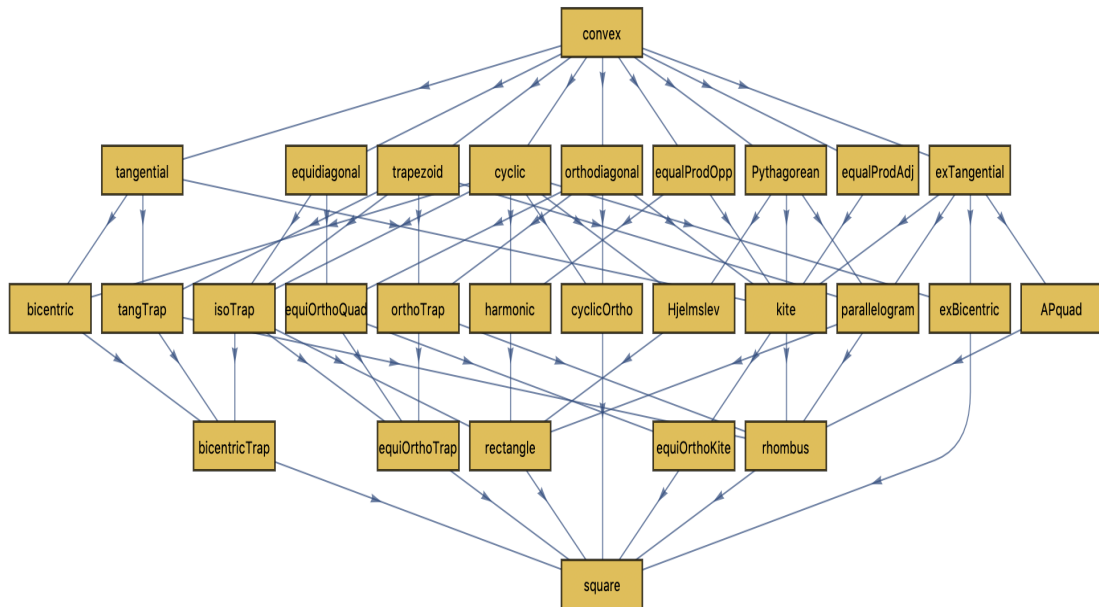 convex
tangential
equidiagonal
trapezoid
cyclic
orthodiagonal
equalProdOpp
Pythagorean
equalProdAdj
exTangential
bicentric
tangTrap
isoTrap
equiOrthoQuad
orthoTrap
harmonic
cyclicOrtho
Hjelmslev
kite
parallelogram
exBicentric
APquad
bicentricTrap
equiOrthoTrap
rectangle
equiOrthoKite
rhombus
square